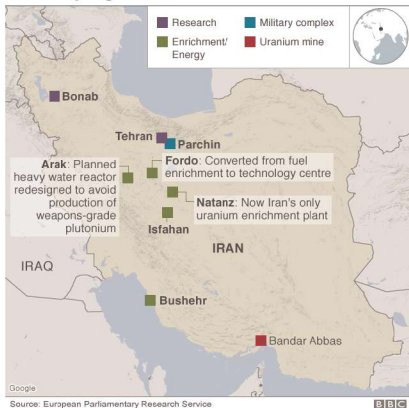 Research
Military complex
Enrichment/
Energy
Uranium mine
Bonab
Tehran
Parchin
Arak: Planned
heavy water reactor
redesigned to avoid
production of
weapons-grade
plutonium
Fordo: Converted from fuel
enrichment to technology centre
Natanz: Now Iran's only
uranium enrichment plant
Isfahan
IRAN
IRAQ
Bushehr
Bandar Abbas
Google
Source: European Parliamentary Research Service
BBC